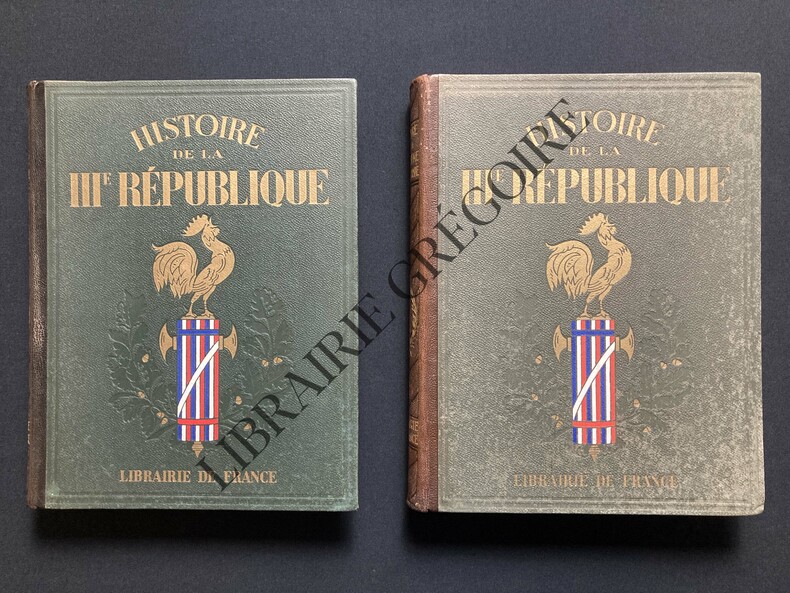 HISTOIRE
DE LA
IIIE RÉPUBLIQUE
LIBRAIRIE DE FRANCE
HISTOIRE
DE LA
IIIE RÉPUBLIQUE
LIBRAIRIE DE FRANCE
LIBRAIRIE GRÉGOIRE